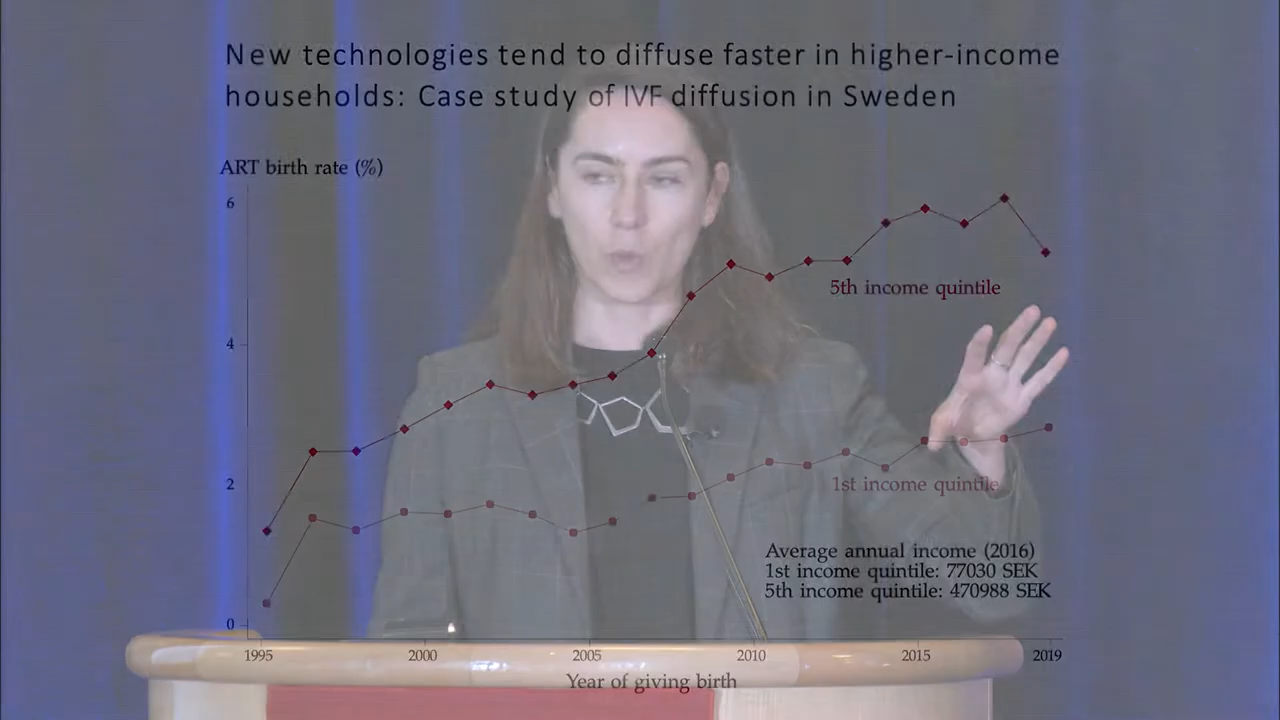 New technologies tend to diffuse faster in higher-income
households: Case study of IVF diffusion in Sweden
ART birth rate (%)
6
5th income quintile
4
2
1st income quintile
Average annual income (2016)
1st income quintile: 77030 SEK
5th income quintile: 470988 SEK
0
1995 2000 2005 2010 2015 2019
Year of giving birth